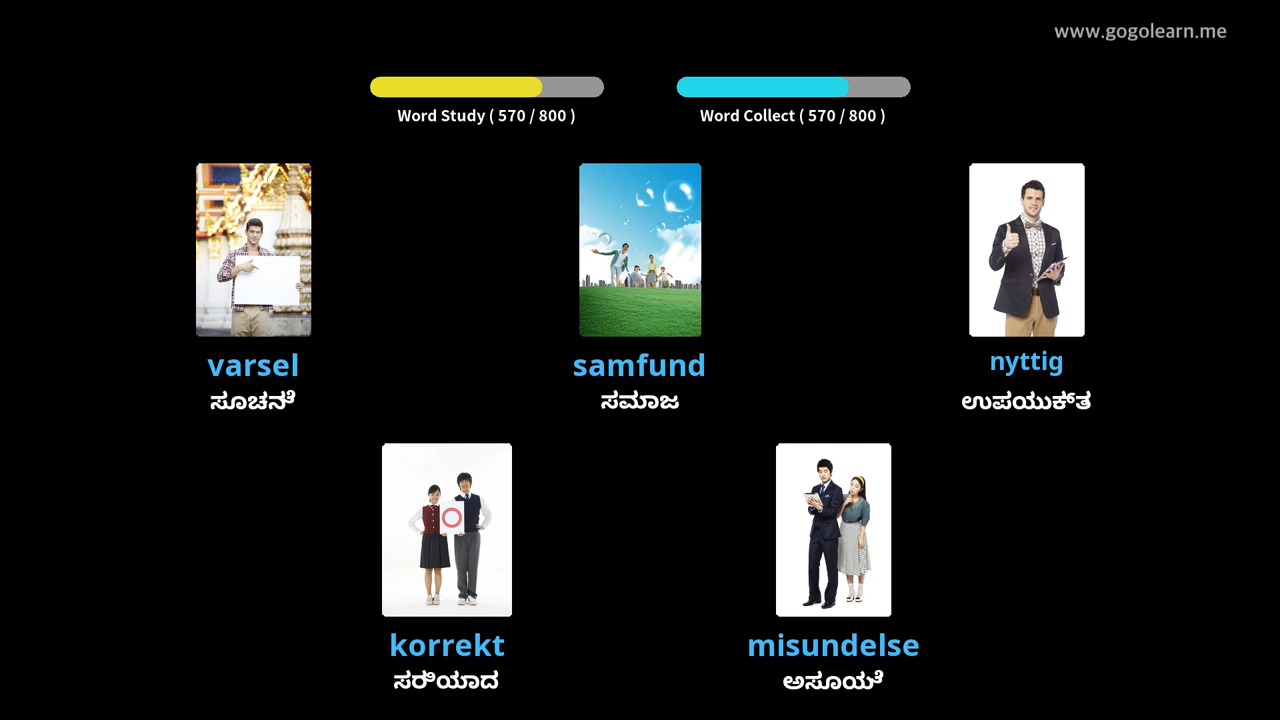 www.gogolearn.me
Word Study ( 570 / 800 )
Word Collect ( 570 / 800 )
varsel
ಸೂಚನೆ
samfund
ಸಮಾಜ
nyttig
ಉಪಯುಕ್ತ
korrekt
ಸರಿಯಾದ
misundelse
ಅಸೂಯೆ